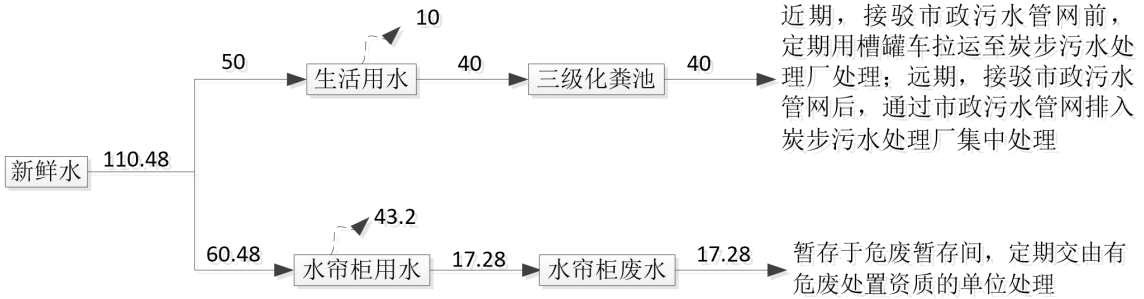 10
50
生活用水
40
三级化粪池
40
近期，接驳市政污水管网前，
定期用槽罐车拉运至炭步污水处
理厂处理；远期，接驳市政污水
管网后，通过市政污水管网排入
炭步污水处理厂集中处理
新鲜水
110.48
43.2
60.48
水帘柜用水
17.28
水帘柜废水
17.28
暂存于危废暂存间，定期交由有
危废处置资质的单位处理